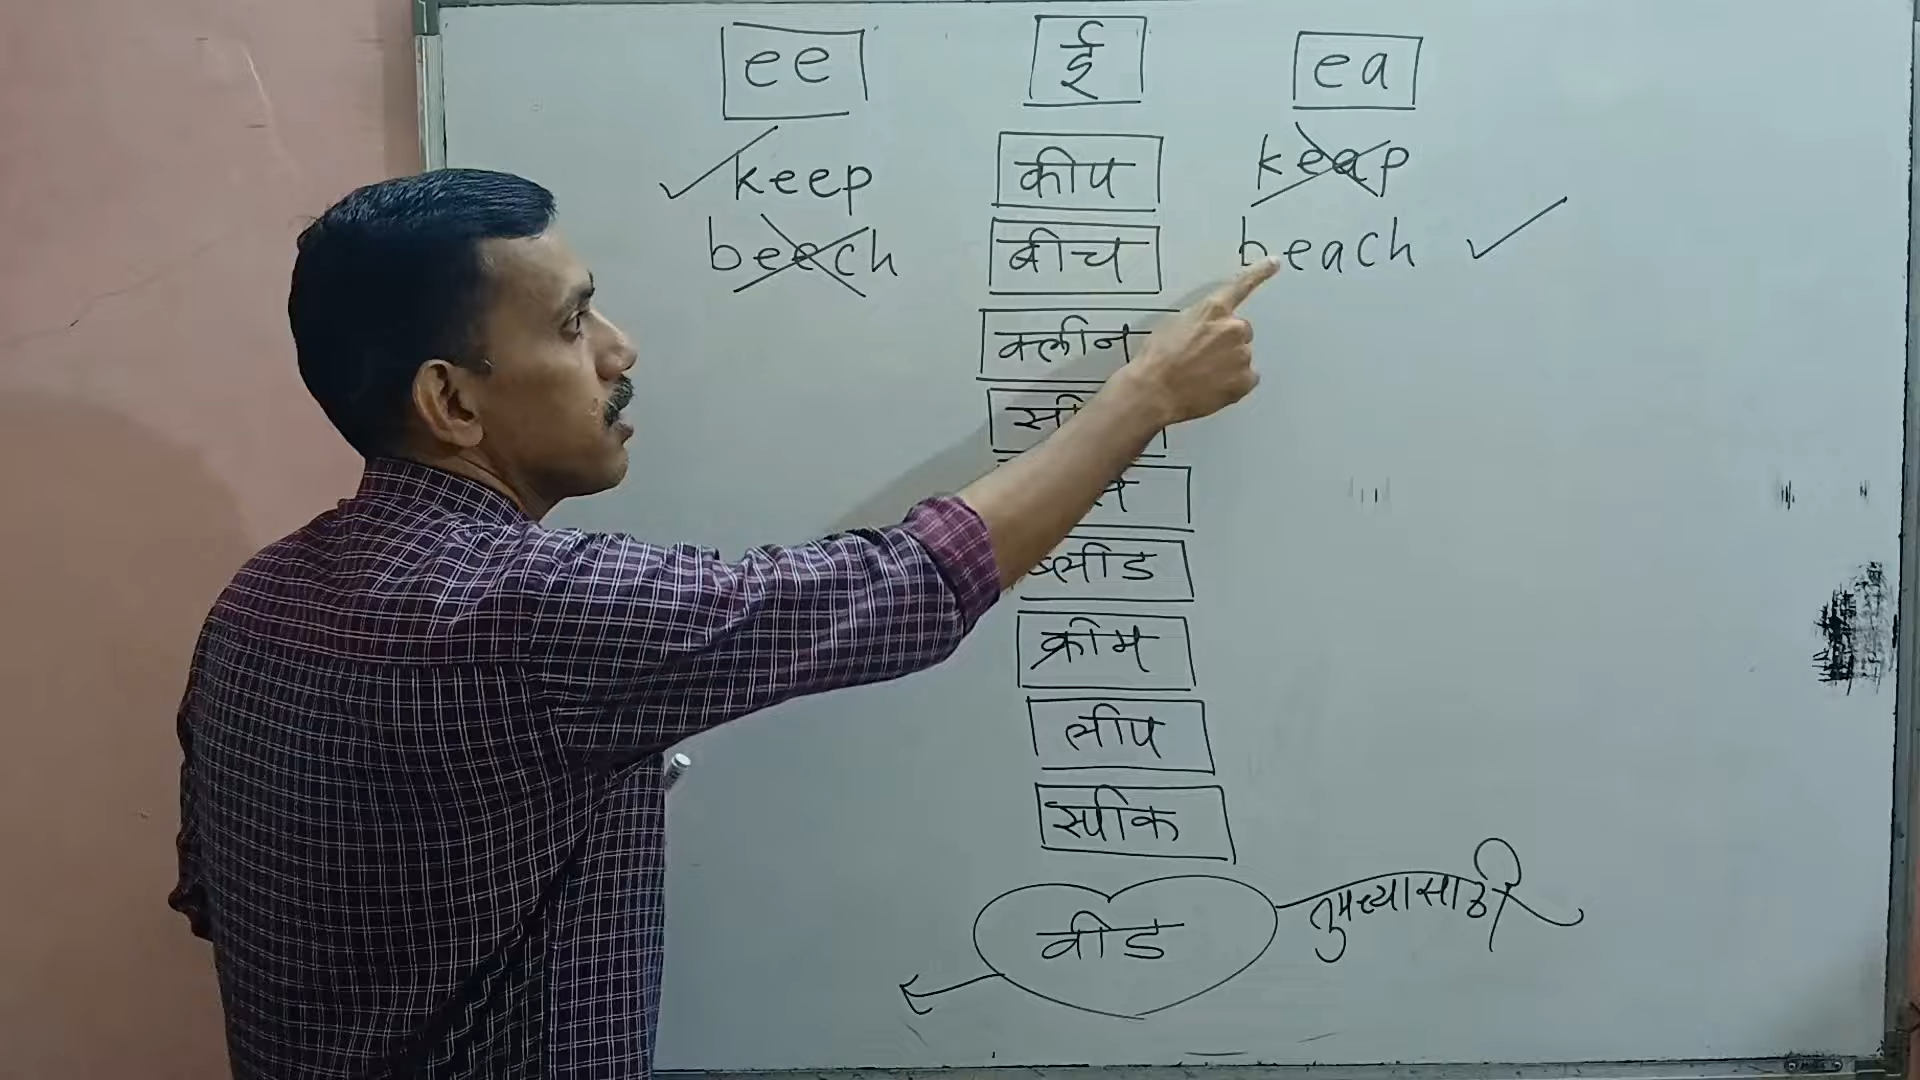 ee ई ea
keep कीप keap
beech बीच beach
क्लीन
ब्लीड
क्रीम
लीप
स्पीक
वीड तुमच्यासाठी